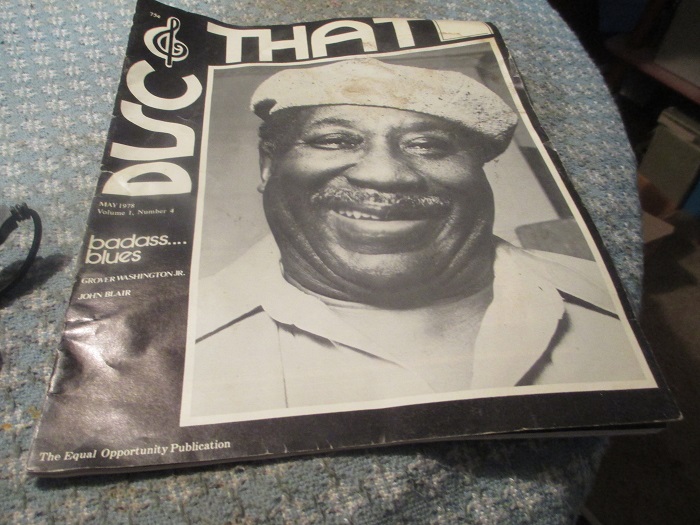 75¢
DISC &
THAT
MAY 1978
Volume 1, Number 4
badass....
blues
GROVER WASHINGTON JR.
JOHN BLAIR
The Equal Opportunity Publication